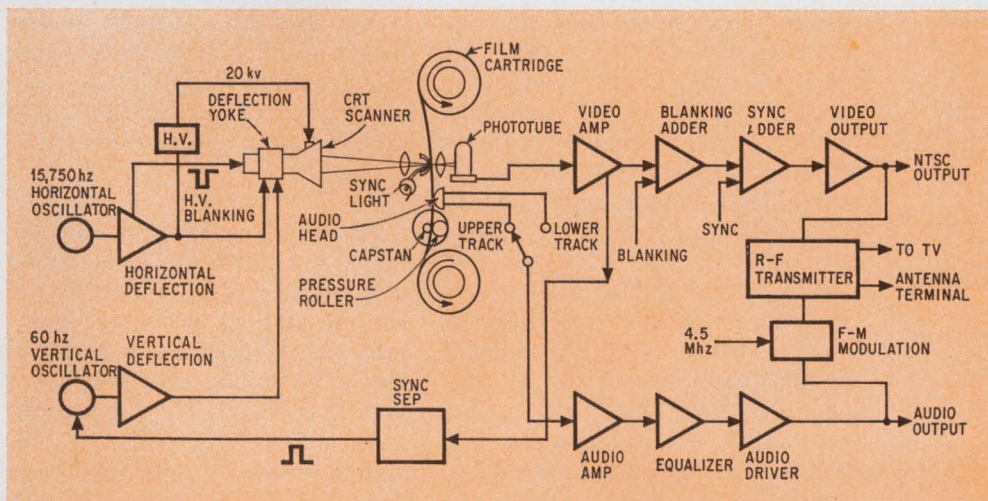 FILM
CARTRIDGE
20 kv
DEFLECTION
YOKE
CRT
SCANNER
PHOTOTUBE
H.V.
VIDEO
AMP
BLANKING
ADDER
SYNC
ADDER
VIDEO
OUTPUT
NTSC
OUTPUT
15,750 hz
HORIZONTAL
OSCILLATOR
H.V.
BLANKING
SYNC
LIGHT
AUDIO
HEAD
UPPER
TRACK
LOWER
TRACK
CAPSTAN
PRESSURE
ROLLER
BLANKING
SYNC
HORIZONTAL
DEFLECTION
R-F
TRANSMITTER
TO TV
ANTENNA
TERMINAL
60 hz
VERTICAL
OSCILLATOR
VERTICAL
DEFLECTION
4.5
Mhz
F-M
MODULATION
SYNC
SEP
AUDIO
AMP
EQUALIZER
AUDIO
DRIVER
AUDIO
OUTPUT